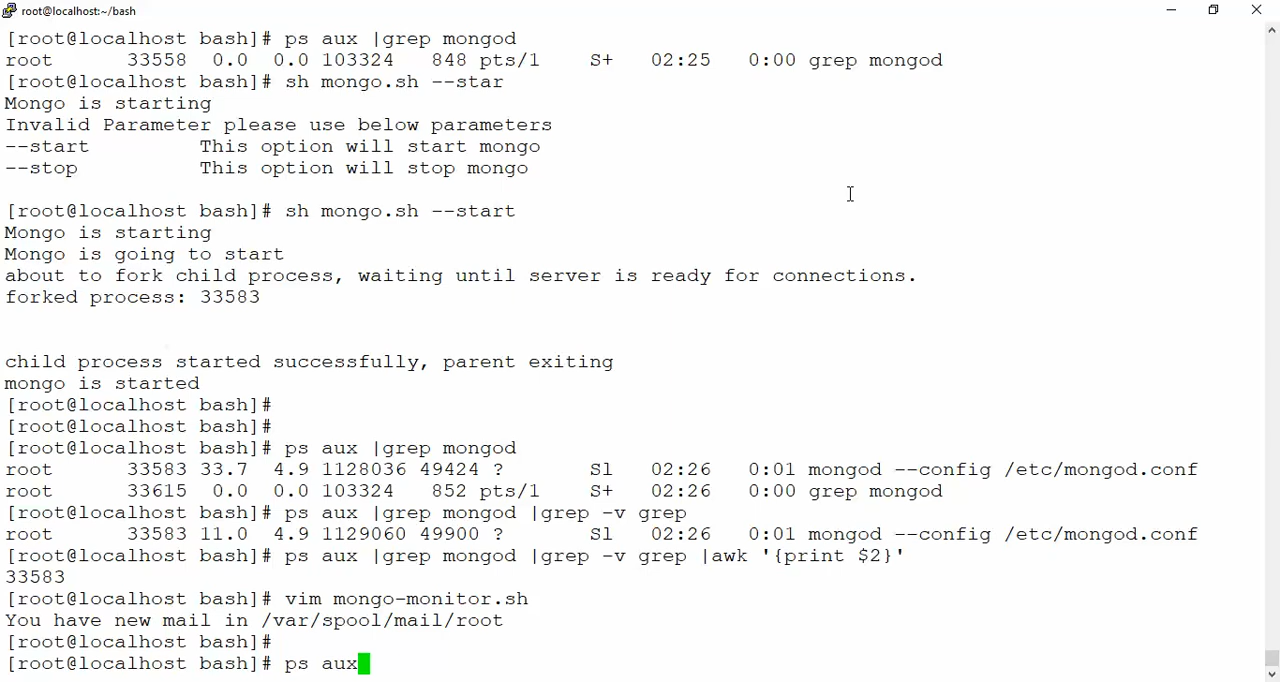 root@localhost:~/bash
[root@localhost bash]# ps aux |grep mongod
root      33558  0.0  0.0 103324   848 pts/1    S+   02:25   0:00 grep mongod
[root@localhost bash]# sh mongo.sh --star
Mongo is starting
Invalid Parameter please use below parameters
--start         This option will start mongo
--stop          This option will stop mongo
[root@localhost bash]# sh mongo.sh --start
Mongo is starting
Mongo is going to start
about to fork child process, waiting until server is ready for connections.
forked process: 33583
child process started successfully, parent exiting
mongo is started
[root@localhost bash]#
[root@localhost bash]#
[root@localhost bash]# ps aux |grep mongod
root      33583 33.7  4.9 1128036 49424 ?       Sl   02:26   0:01 mongod --config /etc/mongod.conf
root      33615  0.0  0.0 103324   852 pts/1    S+   02:26   0:00 grep mongod
[root@localhost bash]# ps aux |grep mongod |grep -v grep
root      33583 11.0  4.9 1129060 49900 ?       Sl   02:26   0:01 mongod --config /etc/mongod.conf
[root@localhost bash]# ps aux |grep mongod |grep -v grep |awk '{print $2}'
33583
[root@localhost bash]# vim mongo-monitor.sh
You have new mail in /var/spool/mail/root
[root@localhost bash]#
[root@localhost bash]# ps aux